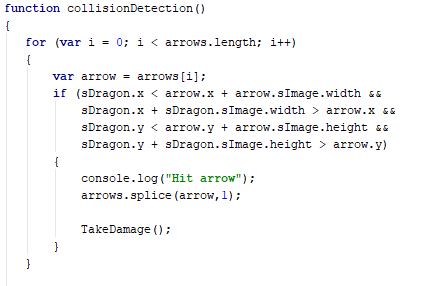 function collisionDetection()
{
for (var i = 0; i < arrows.length; i++)
{
var arrow = arrows[i];
if (sDragon.x < arrow.x + arrow.sImage.width &&
sDragon.x + sDragon.sImage.width > arrow.x &&
sDragon.y < arrow.y + arrow.sImage.height &&
sDragon.y + sDragon.sImage.height > arrow.y)
{
console.log("Hit arrow");
arrows.splice(arrow,1);
TakeDamage();
}
}